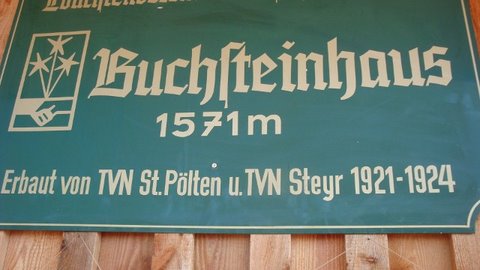 Buchſteinhaus
1571m
Erbaut von TVN St. Pölten u. TVN Steyr 1921-1924